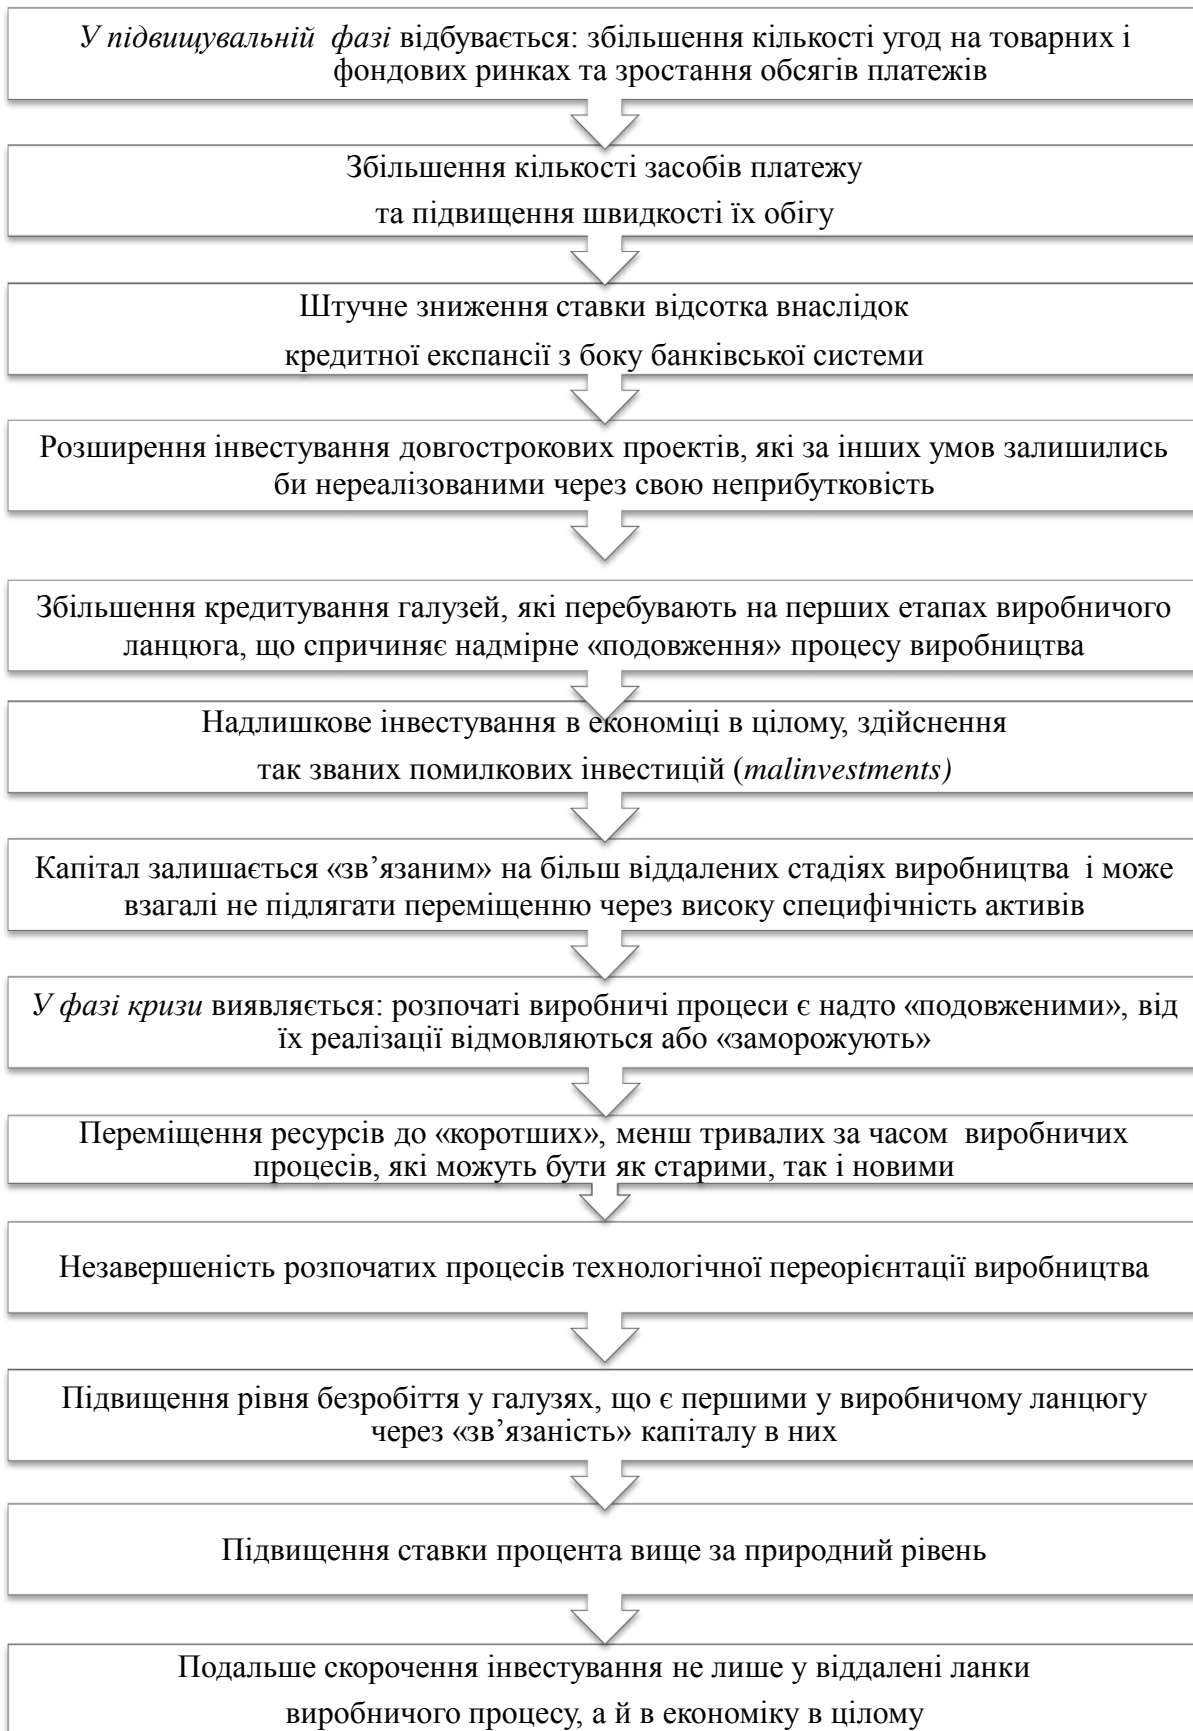 У підвищувальній фазі відбувається: збільшення кількості угод на товарних і
фондових ринках та зростання обсягів платежів
Збільшення кількості засобів платежу
та підвищення швидкості їх обігу
Штучне зниження ставки відсотка внаслідок
кредитної експансії з боку банківської системи
Розширення інвестування довгострокових проектів, які за інших умов залишились
би нереалізованими через свою неприбутковість
Збільшення кредитування галузей, які перебувають на перших етапах виробничого
ланцюга, що спричиняє надмірне «подовження» процесу виробництва
Надлишкове інвестування в економіці в цілому, здійснення
так званих помилкових інвестицій (malinvestments)
Капітал залишається «зв’язаним» на більш віддалених стадіях виробництва і може
взагалі не підлягати переміщенню через високу специфічність активів
У фазі кризи виявляється: розпочаті виробничі процеси є надто «подовженими», від
їх реалізації відмовляються або «заморожують»
Переміщення ресурсів до «коротших», менш тривалих за часом виробничих
процесів, які можуть бути як старими, так і новими
Незавершеність розпочатих процесів технологічної переорієнтації виробництва
Підвищення рівня безробіття у галузях, що є першими у виробничому ланцюгу
через «зв’язаність» капіталу в них
Підвищення ставки процента вище за природний рівень
Подальше скорочення інвестування не лише у віддалені ланки
виробничого процесу, а й в економіку в цілому